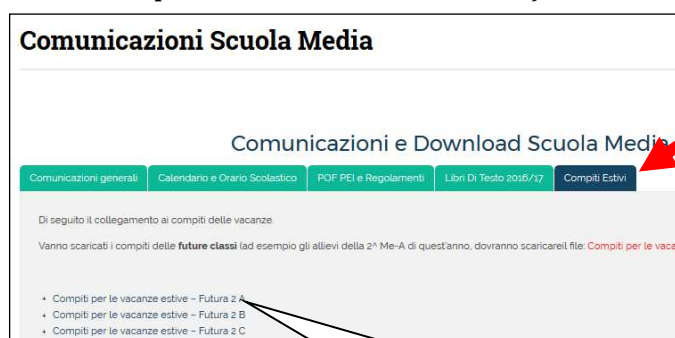 Comunicazioni Scuola Media
Comunicazioni e Download Scuola Media
Comunicazioni generali Calendario e Orario Scolastico POF PEI e Regolamenti Libri Di Testo 2016/17 Compiti Estivi
Di seguito il collegamento ai compiti delle vacanze.
Vanno scaricati i compiti delle future classi (ad esempio gli allievi della 2^ Me-A di quest'anno, dovranno scaricareil file: Compiti per le vaca
Compiti per le vacanze estive – Futura 2 A
Compiti per le vacanze estive – Futura 2 B
Compiti per le vacanze estive – Futura 2 C